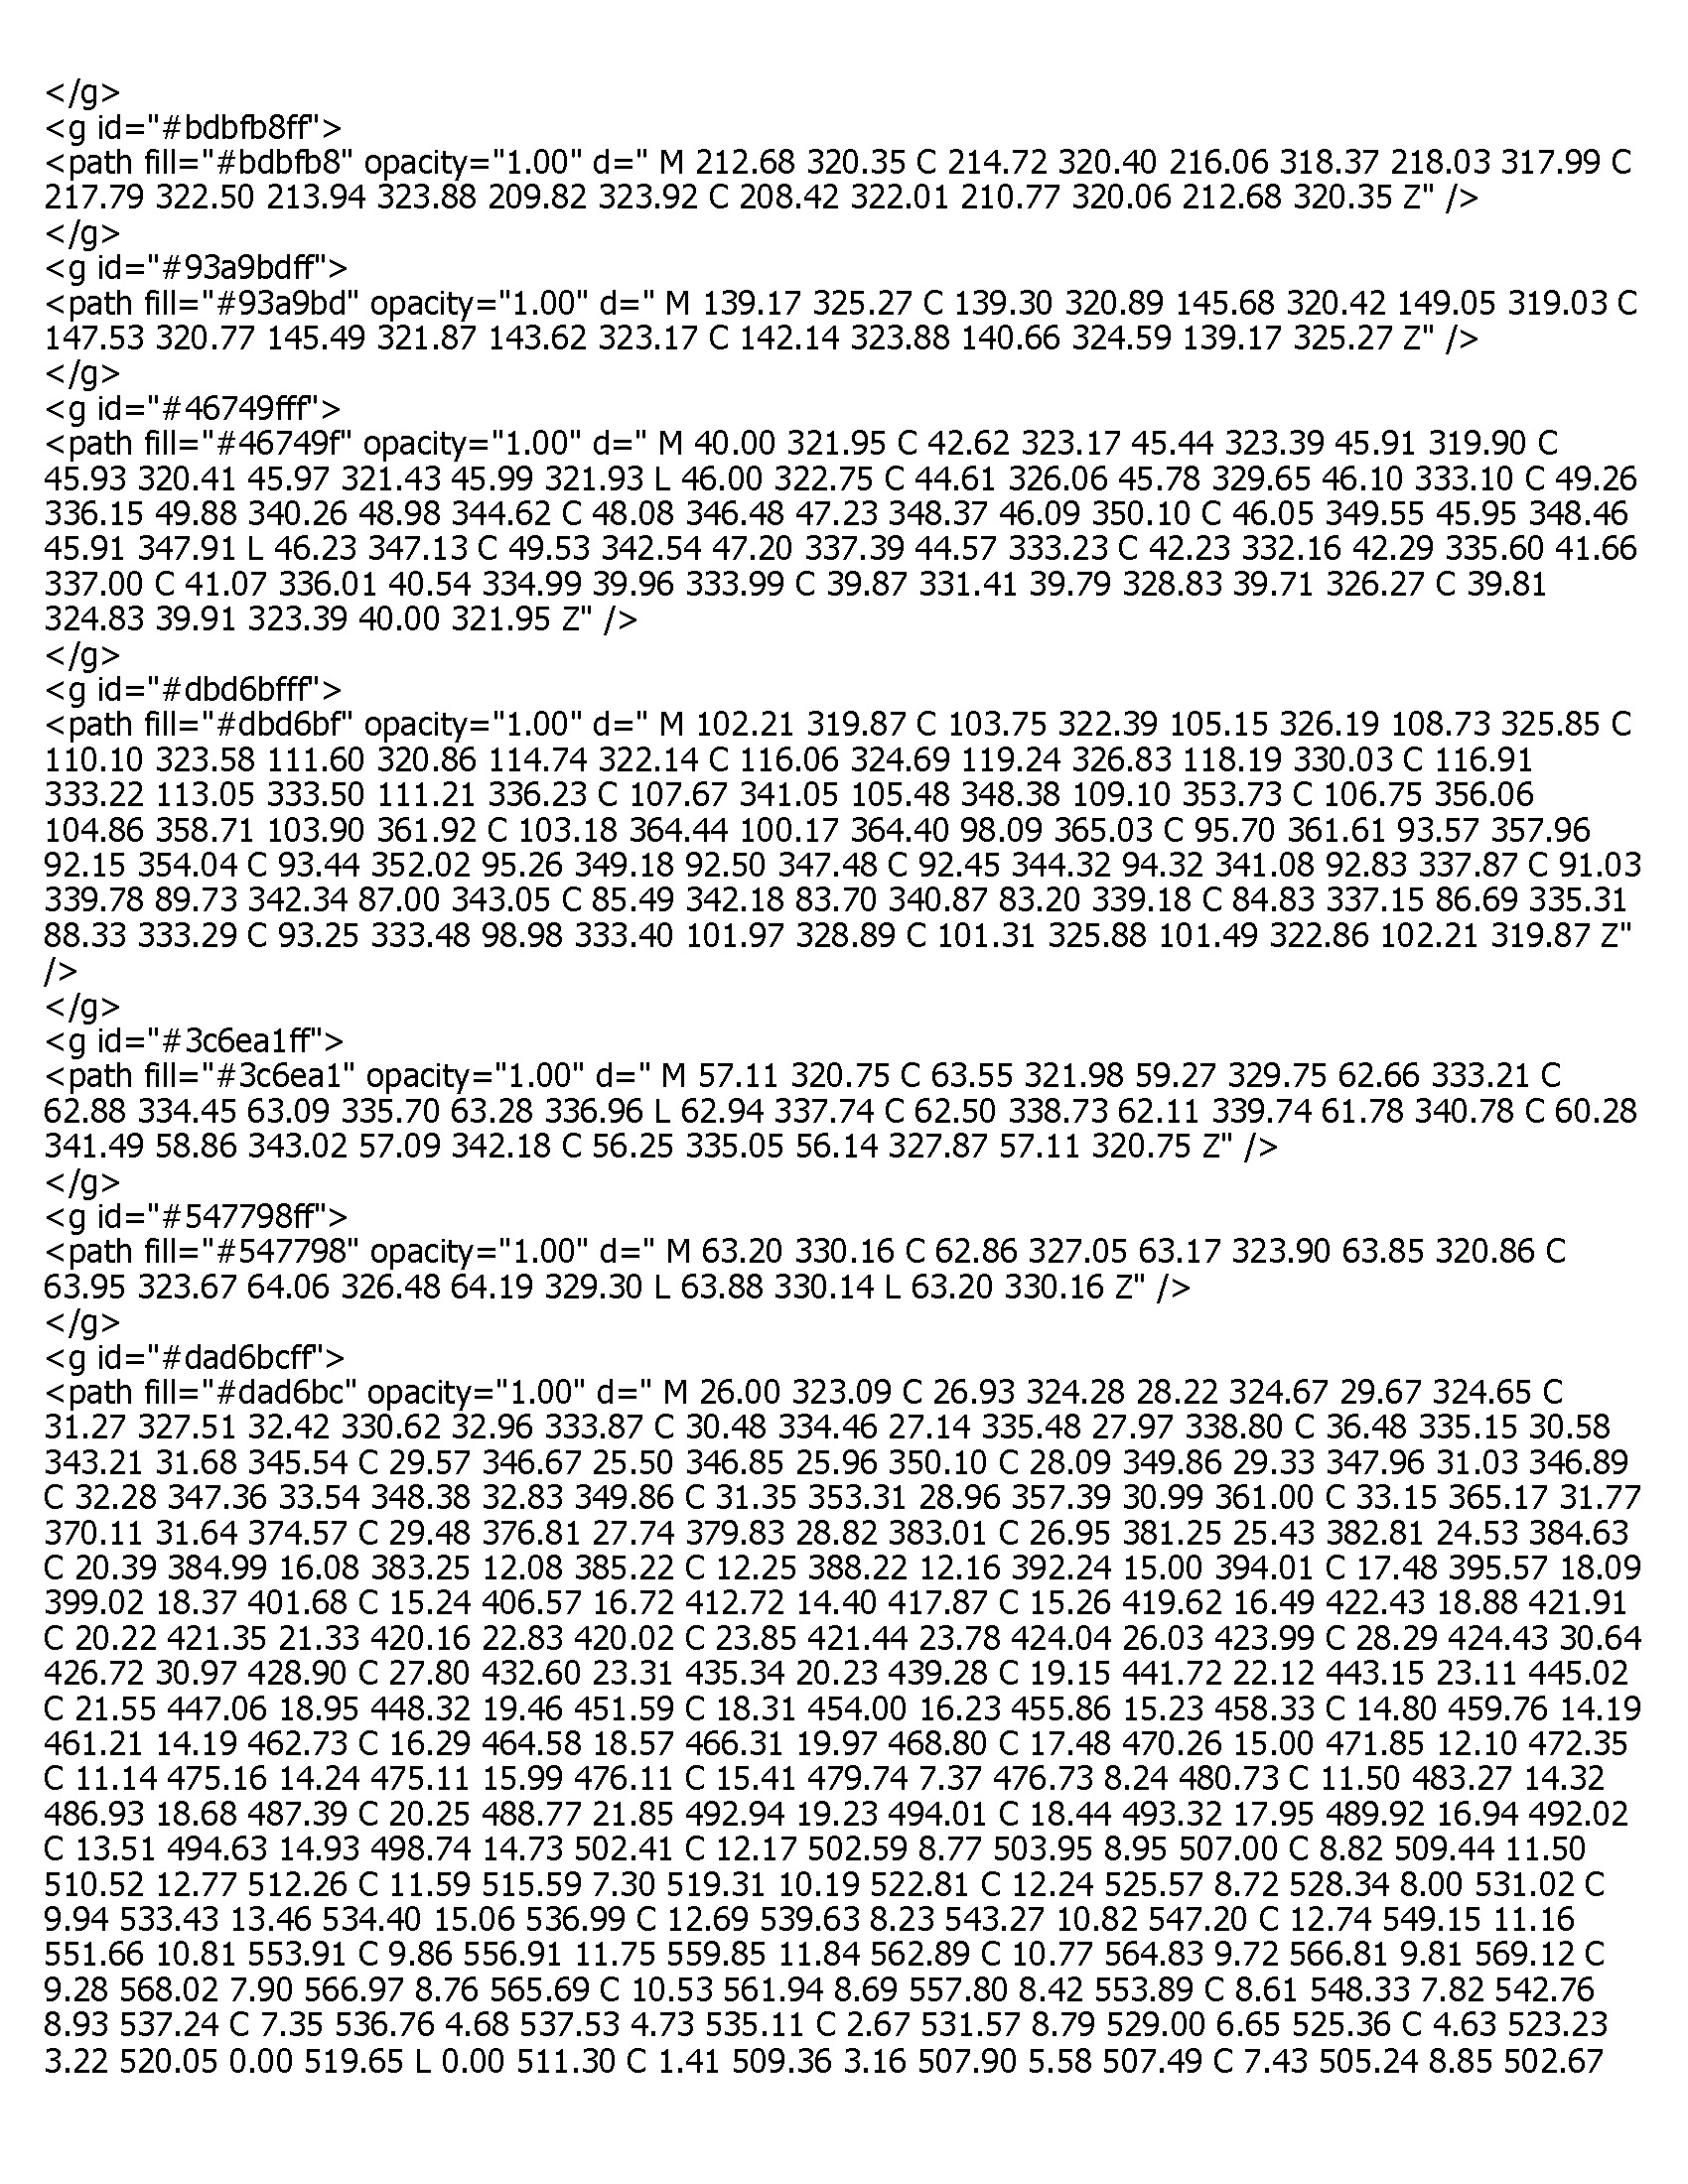 </g>
<g id="#bdbfb8ff">
<path fill="#bdbfb8" opacity="1.00" d=" M 212.68 320.35 C 214.72 320.40 216.06 318.37 218.03 317.99 C
217.79 322.50 213.94 323.88 209.82 323.92 C 208.42 322.01 210.77 320.06 212.68 320.35 Z" />
</g>
<g id="#93a9bdff">
<path fill="#93a9bd" opacity="1.00" d=" M 139.17 325.27 C 139.30 320.89 145.68 320.42 149.05 319.03 C
147.53 320.77 145.49 321.87 143.62 323.17 C 142.14 323.88 140.66 324.59 139.17 325.27 Z" />
</g>
<g id="#46749fff">
<path fill="#46749f" opacity="1.00" d=" M 40.00 321.95 C 42.62 323.17 45.44 323.39 45.91 319.90 C
45.93 320.41 45.97 321.43 45.99 321.93 L 46.00 322.75 C 44.61 326.06 45.78 329.65 46.10 333.10 C 49.26
336.15 49.88 340.26 48.98 344.62 C 48.08 346.48 47.23 348.37 46.09 350.10 C 46.05 349.55 45.95 348.46
45.91 347.91 L 46.23 347.13 C 49.53 342.54 47.20 337.39 44.57 333.23 C 42.23 332.16 42.29 335.60 41.66
337.00 C 41.07 336.01 40.54 334.99 39.96 333.99 C 39.87 331.41 39.79 328.83 39.71 326.27 C 39.81
324.83 39.91 323.39 40.00 321.95 Z" />
</g>
<g id="#dbd6bfff">
<path fill="#dbd6bf" opacity="1.00" d=" M 102.21 319.87 C 103.75 322.39 105.15 326.19 108.73 325.85 C
110.10 323.58 111.60 320.86 114.74 322.14 C 116.06 324.69 119.24 326.83 118.19 330.03 C 116.91
333.22 113.05 333.50 111.21 336.23 C 107.67 341.05 105.48 348.38 109.10 353.73 C 106.75 356.06
104.86 358.71 103.90 361.92 C 103.18 364.44 100.17 364.40 98.09 365.03 C 95.70 361.61 93.57 357.96
92.15 354.04 C 93.44 352.02 95.26 349.18 92.50 347.48 C 92.45 344.32 94.32 341.08 92.83 337.87 C 91.03
339.78 89.73 342.34 87.00 343.05 C 85.49 342.18 83.70 340.87 83.20 339.18 C 84.83 337.15 86.69 335.31
88.33 333.29 C 93.25 333.48 98.98 333.40 101.97 328.89 C 101.31 325.88 101.49 322.86 102.21 319.87 Z"
/>
</g>
<g id="#3c6ea1ff">
<path fill="#3c6ea1" opacity="1.00" d=" M 57.11 320.75 C 63.55 321.98 59.27 329.75 62.66 333.21 C
62.88 334.45 63.09 335.70 63.28 336.96 L 62.94 337.74 C 62.50 338.73 62.11 339.74 61.78 340.78 C 60.28
341.49 58.86 343.02 57.09 342.18 C 56.25 335.05 56.14 327.87 57.11 320.75 Z" />
</g>
<g id="#547798ff">
<path fill="#547798" opacity="1.00" d=" M 63.20 330.16 C 62.86 327.05 63.17 323.90 63.85 320.86 C
63.95 323.67 64.06 326.48 64.19 329.30 L 63.88 330.14 L 63.20 330.16 Z" />
</g>
<g id="#dad6bcff">
<path fill="#dad6bc" opacity="1.00" d=" M 26.00 323.09 C 26.93 324.28 28.22 324.67 29.67 324.65 C
31.27 327.51 32.42 330.62 32.96 333.87 C 30.48 334.46 27.14 335.48 27.97 338.80 C 36.48 335.15 30.58
343.21 31.68 345.54 C 29.57 346.67 25.50 346.85 25.96 350.10 C 28.09 349.86 29.33 347.96 31.03 346.89
C 32.28 347.36 33.54 348.38 32.83 349.86 C 31.35 353.31 28.96 357.39 30.99 361.00 C 33.15 365.17 31.77
370.11 31.64 374.57 C 29.48 376.81 27.74 379.83 28.82 383.01 C 26.95 381.25 25.43 382.81 24.53 384.63
C 20.39 384.99 16.08 383.25 12.08 385.22 C 12.25 388.22 12.16 392.24 15.00 394.01 C 17.48 395.57 18.09
399.02 18.37 401.68 C 15.24 406.57 16.72 412.72 14.40 417.87 C 15.26 419.62 16.49 422.43 18.88 421.91
C 20.22 421.35 21.33 420.16 22.83 420.02 C 23.85 421.44 23.78 424.04 26.03 423.99 C 28.29 424.43 30.64
426.72 30.97 428.90 C 27.80 432.60 23.31 435.34 20.23 439.28 C 19.15 441.72 22.12 443.15 23.11 445.02
C 21.55 447.06 18.95 448.32 19.46 451.59 C 18.31 454.00 16.23 455.86 15.23 458.33 C 14.80 459.76 14.19
461.21 14.19 462.73 C 16.29 464.58 18.57 466.31 19.97 468.80 C 17.48 470.26 15.00 471.85 12.10 472.35
C 11.14 475.16 14.24 475.11 15.99 476.11 C 15.41 479.74 7.37 476.73 8.24 480.73 C 11.50 483.27 14.32
486.93 18.68 487.39 C 20.25 488.77 21.85 492.94 19.23 494.01 C 18.44 493.32 17.95 489.92 16.94 492.02
C 13.51 494.63 14.93 498.74 14.73 502.41 C 12.17 502.59 8.77 503.95 8.95 507.00 C 8.82 509.44 11.50
510.52 12.77 512.26 C 11.59 515.59 7.30 519.31 10.19 522.81 C 12.24 525.57 8.72 528.34 8.00 531.02 C
9.94 533.43 13.46 534.40 15.06 536.99 C 12.69 539.63 8.23 543.27 10.82 547.20 C 12.74 549.15 11.16
551.66 10.81 553.91 C 9.86 556.91 11.75 559.85 11.84 562.89 C 10.77 564.83 9.72 566.81 9.81 569.12 C
9.28 568.02 7.90 566.97 8.76 565.69 C 10.53 561.94 8.69 557.80 8.42 553.89 C 8.61 548.33 7.82 542.76
8.93 537.24 C 7.35 536.76 4.68 537.53 4.73 535.11 C 2.67 531.57 8.79 529.00 6.65 525.36 C 4.63 523.23
3.22 520.05 0.00 519.65 L 0.00 511.30 C 1.41 509.36 3.16 507.90 5.58 507.49 C 7.43 505.24 8.85 502.67